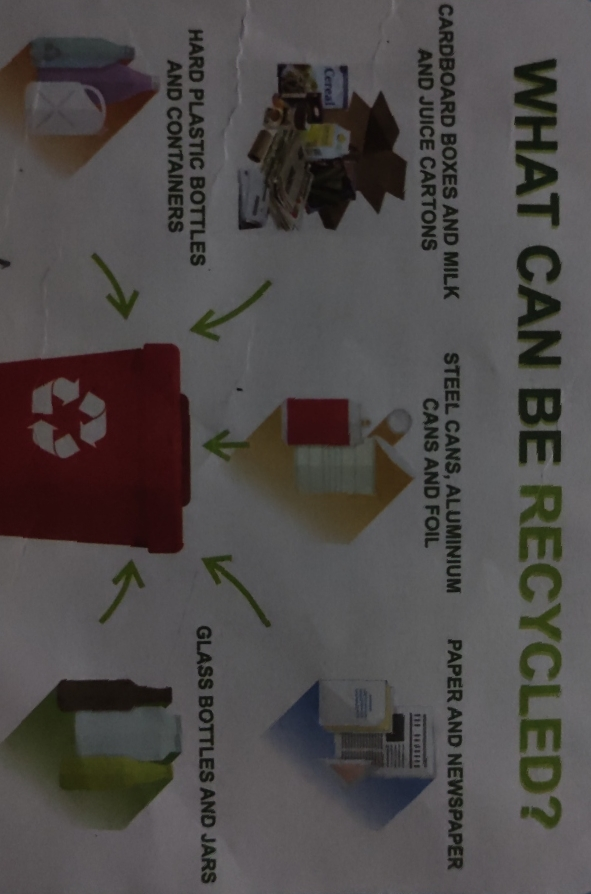 WHAT CAN BE RECYCLED?
CARDBOARD BOXES AND MILK
AND JUICE CARTONS
STEEL CANS, ALUMINIUM
CANS AND FOIL
PAPER AND NEWSPAPER
Cereal
HARD PLASTIC BOTTLES
AND CONTAINERS
GLASS BOTTLES AND JARS